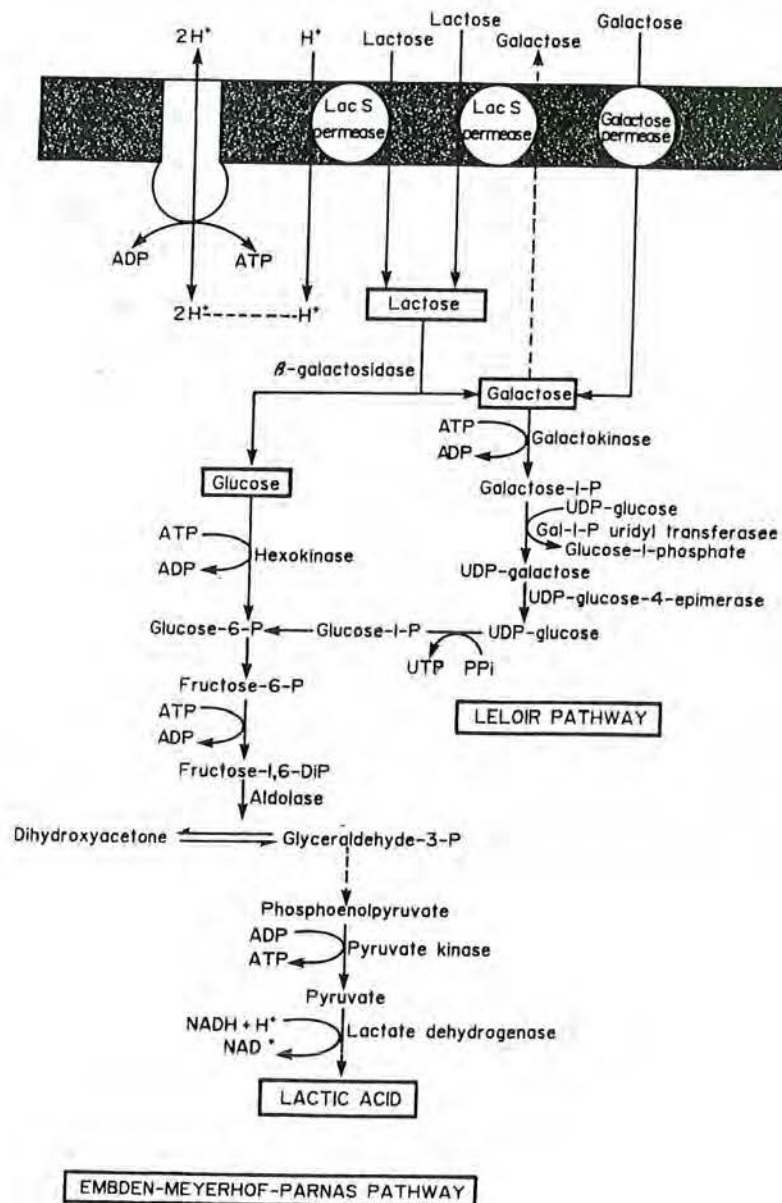 2H+
H+
Lactose
Lactose
Galactose
Galactose
Lac S
permease
Lac S
permease
Galactose
permease
ADP
ATP
2H+
H+
Lactose
β-galactosidase
Galactose
ATP
ADP
Galactokinase
Glucose
Galactose-1-P
UDP-glucose
Gal-1-P uridyl transferasee
Glucose-1-phosphate
ATP
ADP
Hexokinase
UDP-galactose
UDP-glucose-4-epimerase
Glucose-6-P
Glucose-1-P
UDP-glucose
UTP
PPi
Fructose-6-P
ATP
ADP
LELOIR PATHWAY
Fructose-1,6-DiP
Aldolase
Dihydroxyacetone
Glyceraldehyde-3-P
Phosphoenolpyruvate
ADP
ATP
Pyruvate kinase
Pyruvate
NADH + H+
NAD+
Lactate dehydrogenase
LACTIC ACID
EMBDEN-MEYERHOF-PARNAS PATHWAY